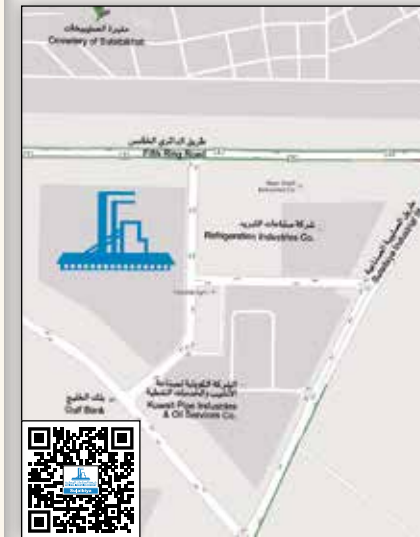 مقبرة الصليبيخات
Cemetery of Sulaibikhat
طريق الدائري الخامس
Fifth Ring Road
شركة صناعات التبريد
Refrigeration Industries Co.
بنك الخليج
Gulf Bank
الشركة الكويتية لصناعة
الأنابيب والخدمات النفطية
Kuwait Pipe Industries
& Oil Services Co.